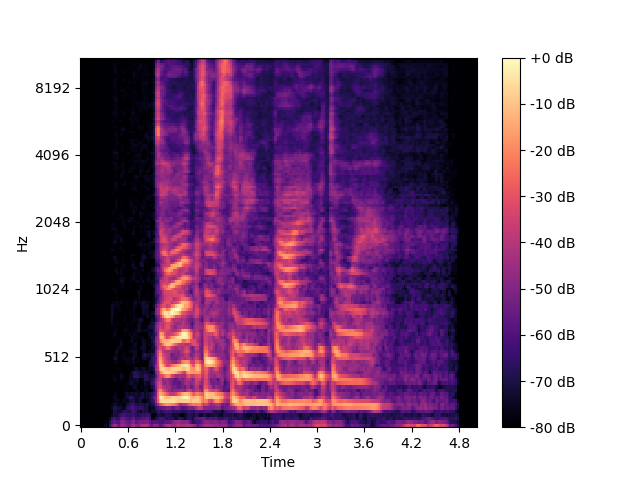 +0 dB
8192
-10 dB
4096
-20 dB
-30 dB
2048
Hz
-40 dB
1024
-50 dB
-60 dB
512
-70 dB
0
-80 dB
0 0.6 1.2 1.8 2.4 3 3.6 4.2 4.8
Time